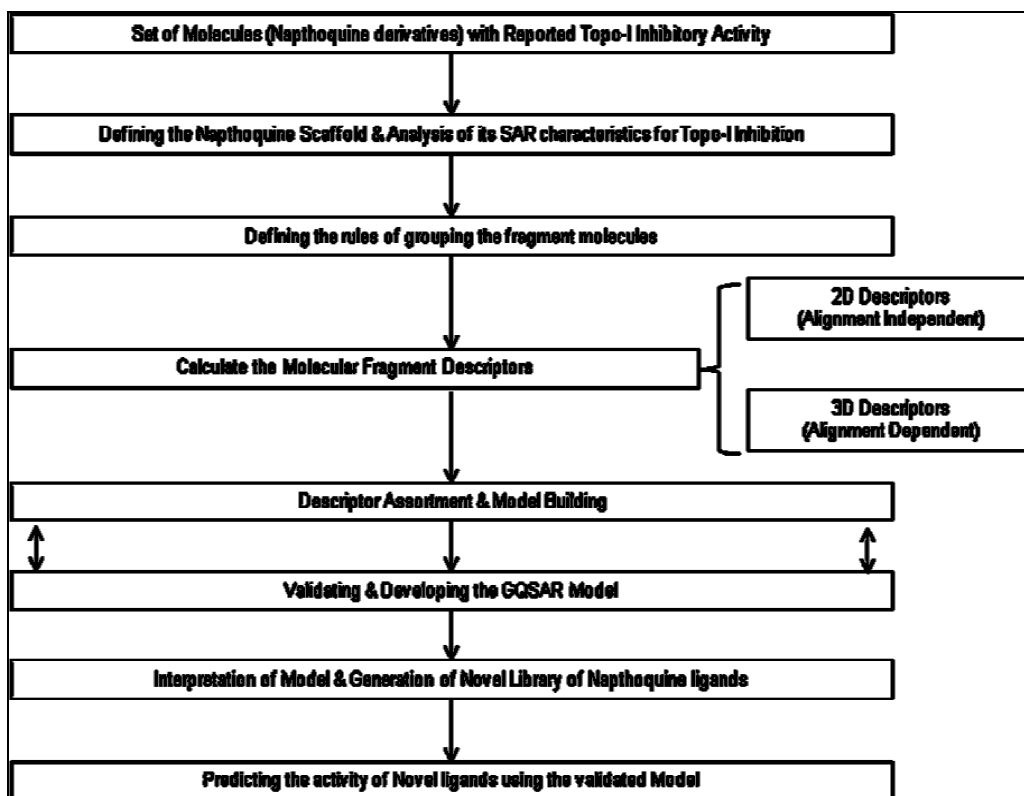 Set of Molecules (Napthoquine derivatives) with Reported Topo-I Inhibitory Activity
Defining the Napthoquine Scaffold & Analysis of its SAR characteristics for Topo-I Inhibition
Defining the rules of grouping the fragment molecules
2D Descriptors
(Alignment Independent)
Calculate the Molecular Fragment Descriptors
3D Descriptors
(Alignment Dependent)
Descriptor Assortment & Model Building
Validating & Developing the GQSAR Model
Interpretation of Model & Generation of Novel Library of Napthoquine ligands
Predicting the activity of Novel ligands using the validated Model